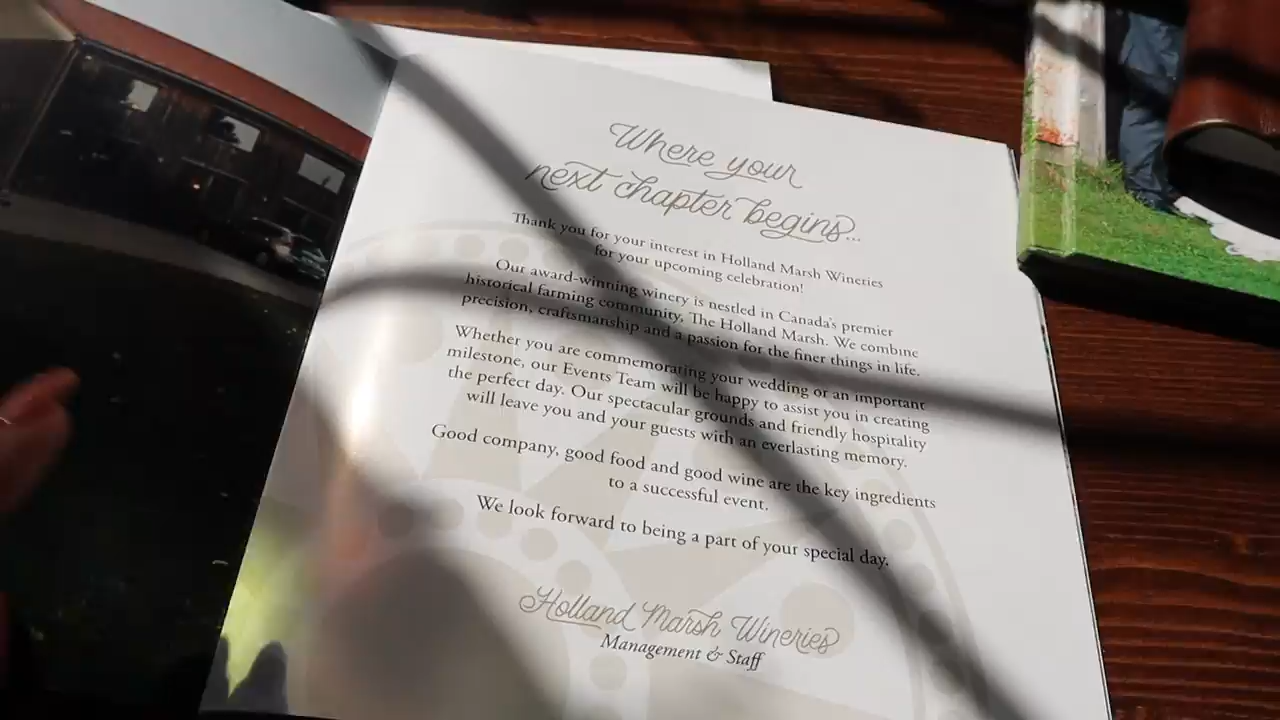 Where your
next chapter begins...
Thank you for your interest in Holland Marsh Wineries
for your upcoming celebration!
Our award-winning winery is nestled in Canada's premier
historical farming community, The Holland Marsh. We combine
precision, craftsmanship and a passion for the finer things in life.
Whether you are commemorating your wedding or an important
milestone, our Events Team will be happy to assist you in creating
the perfect day. Our spectacular grounds and friendly hospitality
will leave you and your guests with an everlasting memory.
Good company, good food and good wine are the key ingredients
to a successful event.
We look forward to being a part of your special day.
Holland Marsh Wineries
Management & Staff